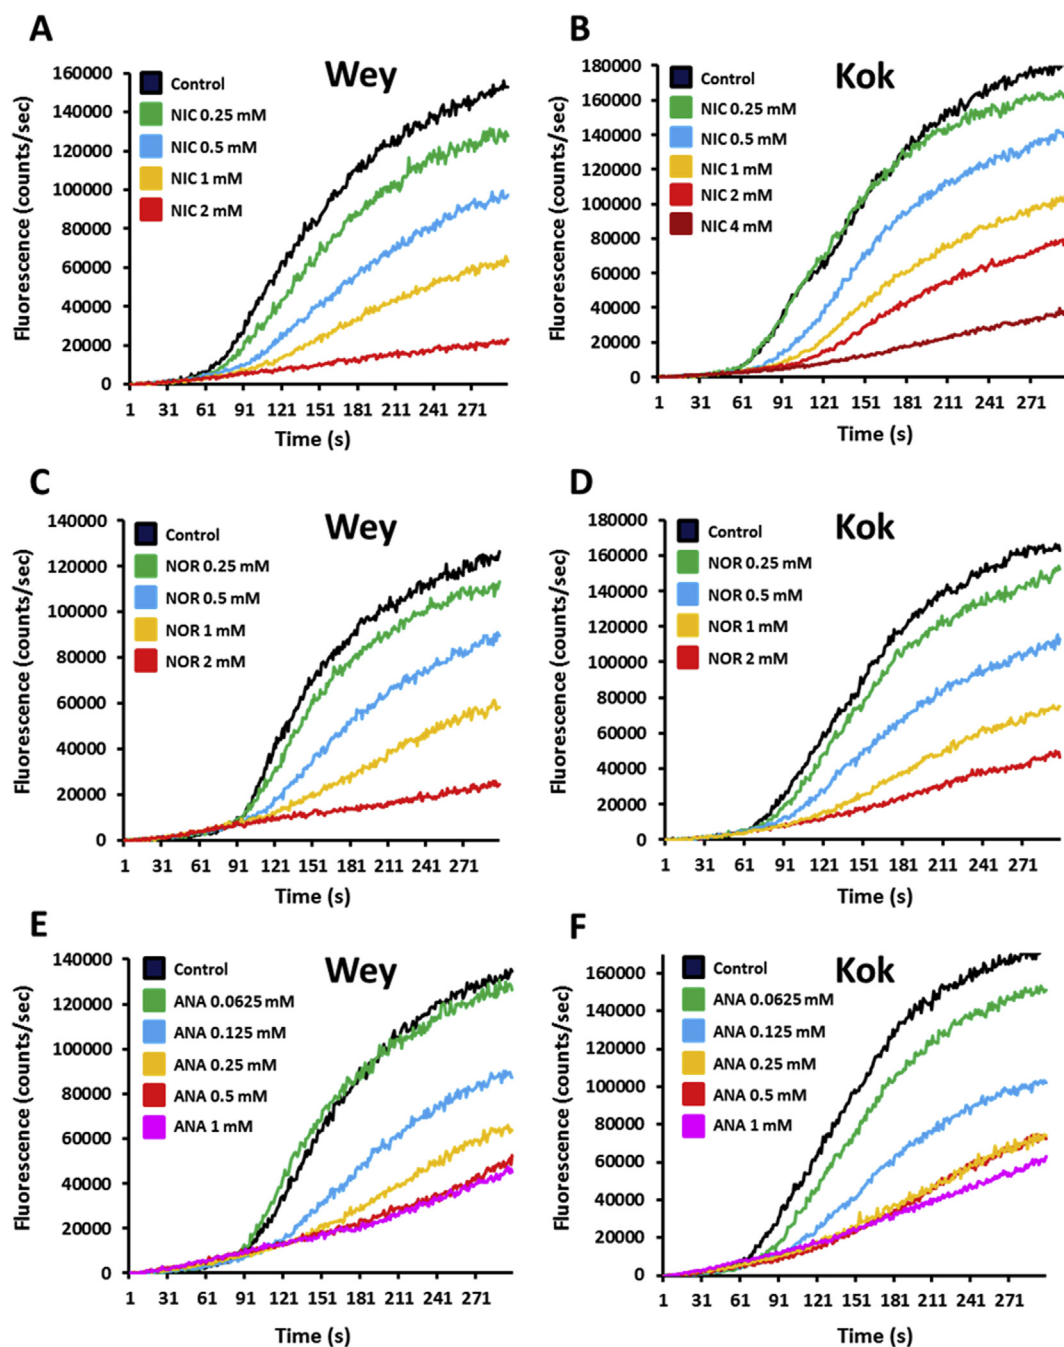 A
Wey
Fluorescence (counts/sec)
160000
140000
120000
100000
80000
60000
40000
20000
0
Control
NIC 0.25 mM
NIC 0.5 mM
NIC 1 mM
NIC 2 mM
1 31 61 91 121 151 181 211 241 271
Time (s)
B
Kok
Fluorescence (counts/sec)
180000
160000
140000
120000
100000
80000
60000
40000
20000
0
Control
NIC 0.25 mM
NIC 0.5 mM
NIC 1 mM
NIC 2 mM
NIC 4 mM
1 31 61 91 121 151 181 211 241 271
Time (s)
C
Wey
Fluorescence (counts/sec)
140000
120000
100000
80000
60000
40000
20000
0
Control
NOR 0.25 mM
NOR 0.5 mM
NOR 1 mM
NOR 2 mM
1 31 61 91 121 151 181 211 241 271
Time (s)
D
Kok
Fluorescence (counts/sec)
180000
160000
140000
120000
100000
80000
60000
40000
20000
0
Control
NOR 0.25 mM
NOR 0.5 mM
NOR 1 mM
NOR 2 mM
1 31 61 91 121 151 181 211 241 271
Time (s)
E
Wey
Fluorescence (counts/sec)
140000
120000
100000
80000
60000
40000
20000
0
Control
ANA 0.0625 mM
ANA 0.125 mM
ANA 0.25 mM
ANA 0.5 mM
ANA 1 mM
1 31 61 91 121 151 181 211 241 271
Time (s)
F
Kok
Fluorescence (counts/sec)
160000
140000
120000
100000
80000
60000
40000
20000
0
Control
ANA 0.0625 mM
ANA 0.125 mM
ANA 0.25 mM
ANA 0.5 mM
ANA 1 mM
1 31 61 91 121 151 181 211 241 271
Time (s)